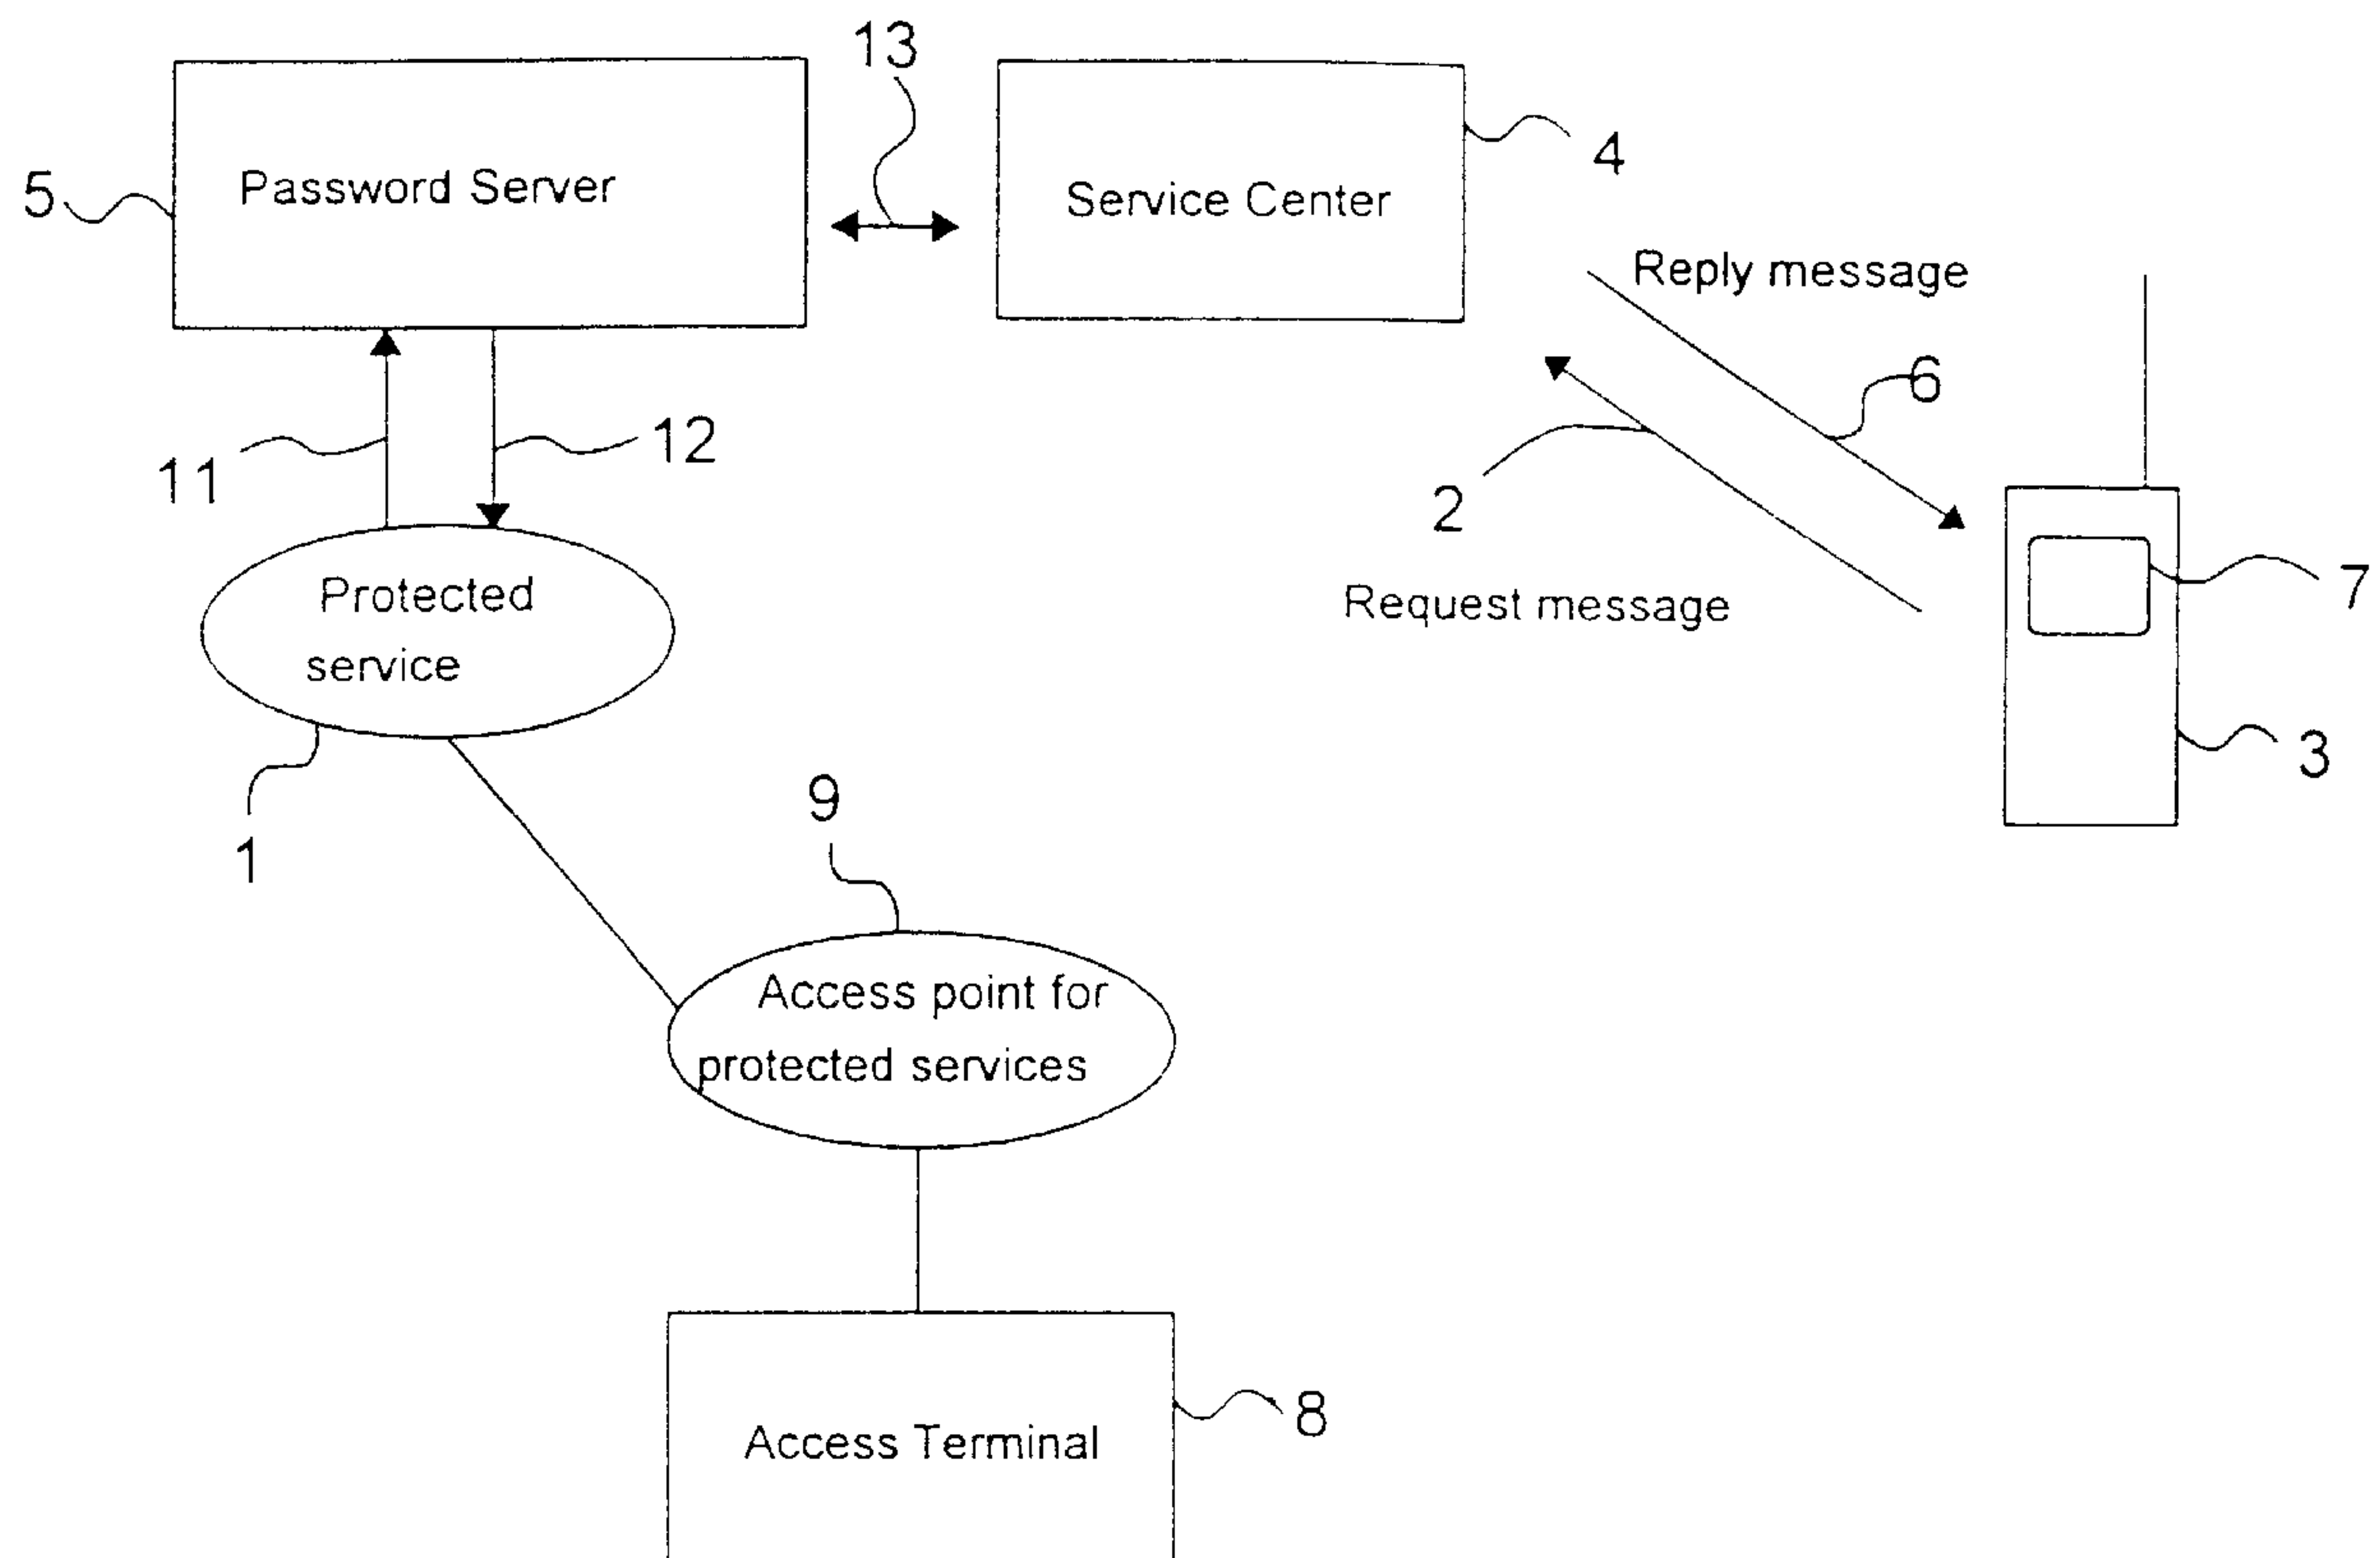 13
Password Server
Service Center
4
5
Reply message
6
11
12
2
Request message
7
Protected
service
3
1
9
Access point for
protected services
Access Terminal
8